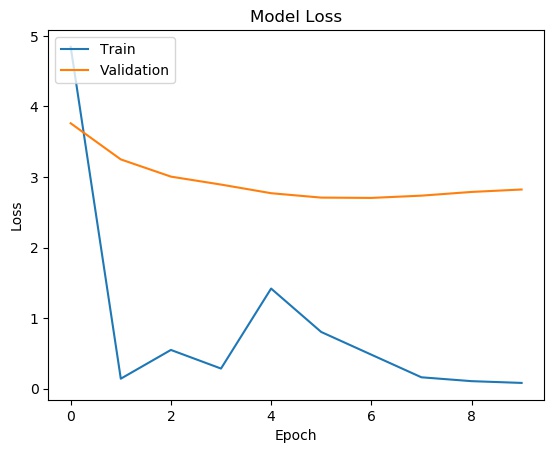 Model Loss
Train
Validation
5
4
3
2
1
0
Loss
0 2 4 6 8
Epoch